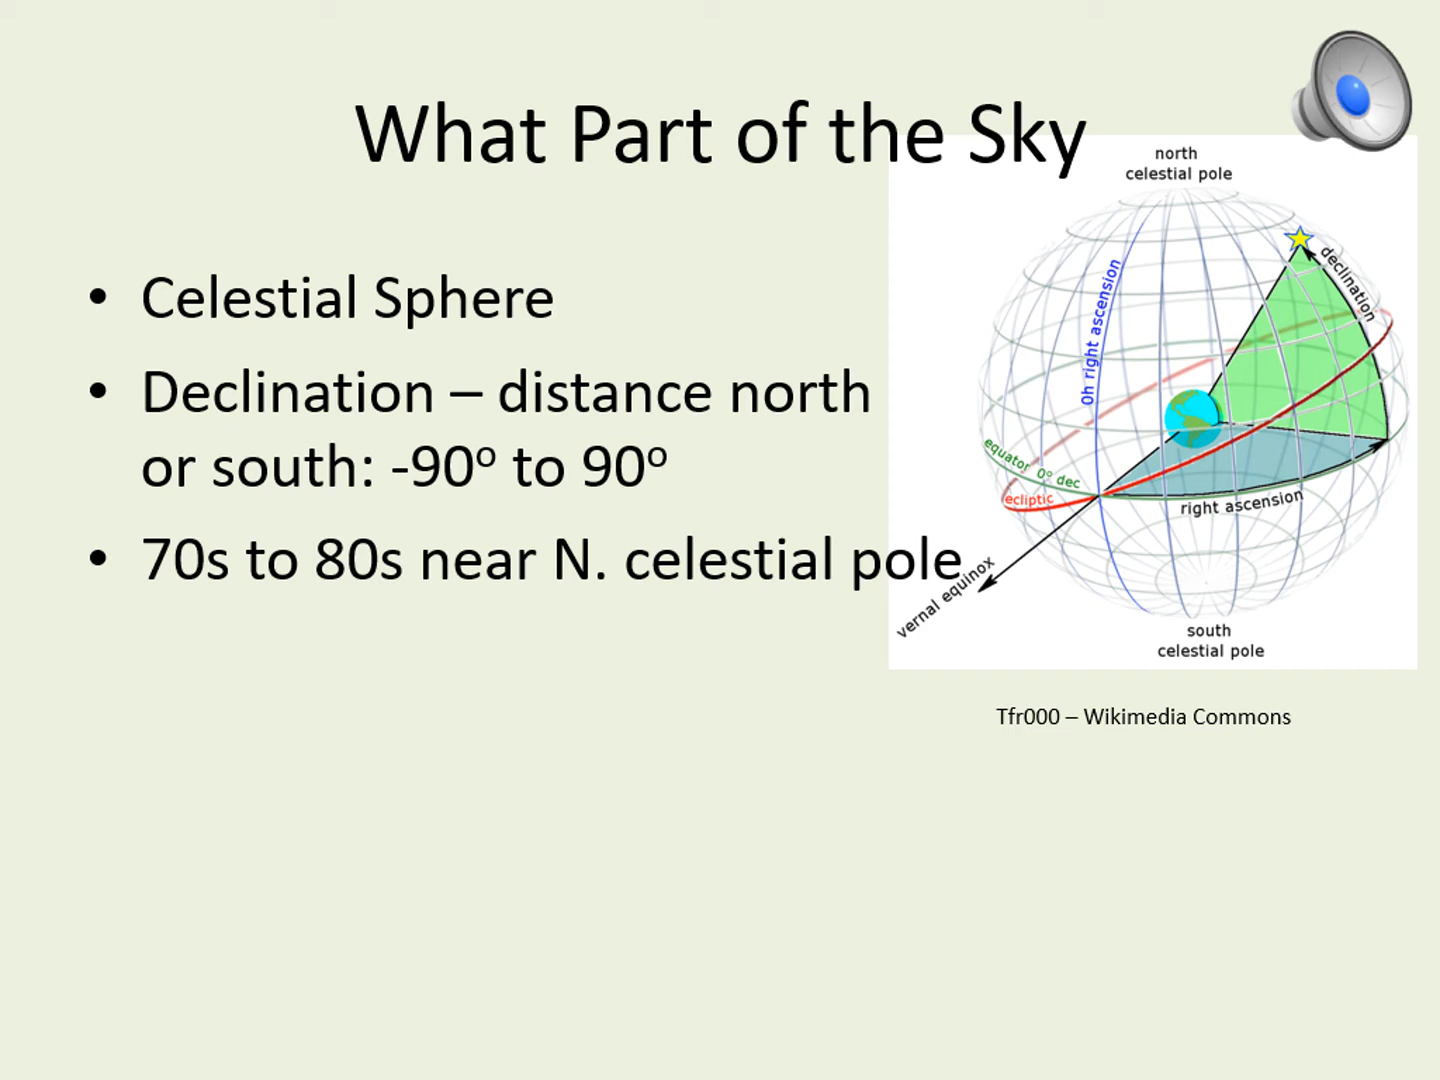 What Part of the Sky
• Celestial Sphere
• Declination – distance north
or south: -90º to 90º
• 70s to 80s near N. celestial pole
north
celestial pole
declination
0h right ascension
equator 0° dec
ecliptic
right ascension
vernal equinox
south
celestial pole
Tfr000 – Wikimedia Commons